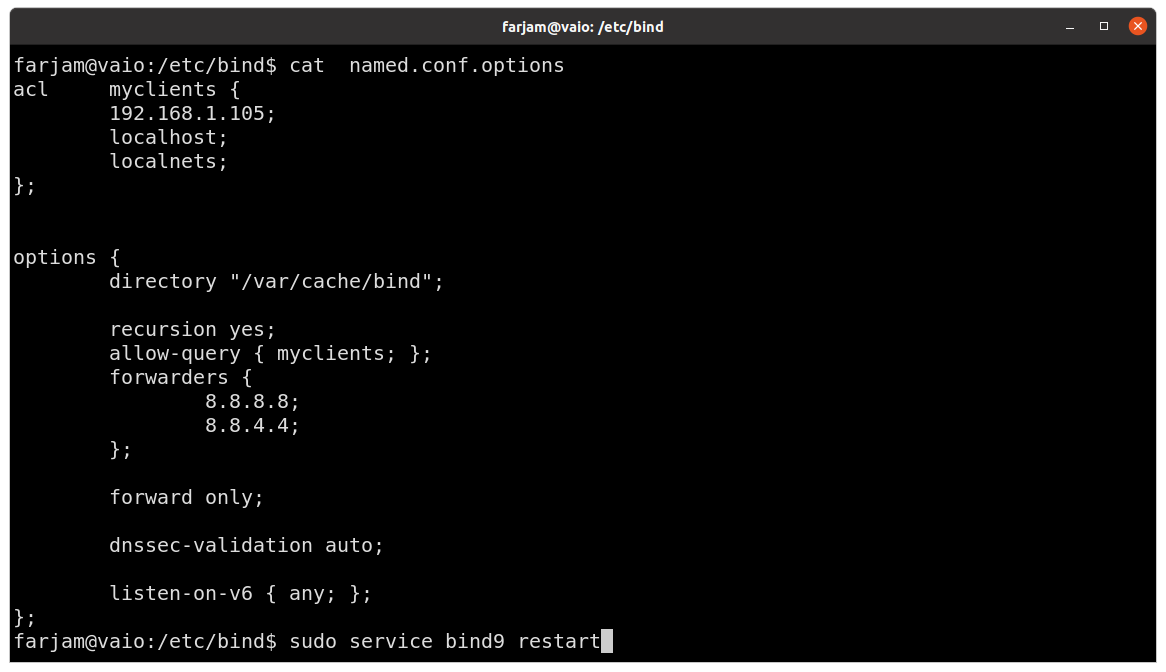 farjam@vaio: /etc/bind
farjam@vaio:/etc/bind$ cat  named.conf.options
acl     myclients {
        192.168.1.105;
        localhost;
        localnets;
};
options {
        directory "/var/cache/bind";
        recursion yes;
        allow-query { myclients; };
        forwarders {
                8.8.8.8;
                8.8.4.4;
        };
        forward only;
        dnssec-validation auto;
        listen-on-v6 { any; };
};
farjam@vaio:/etc/bind$ sudo service bind9 restart